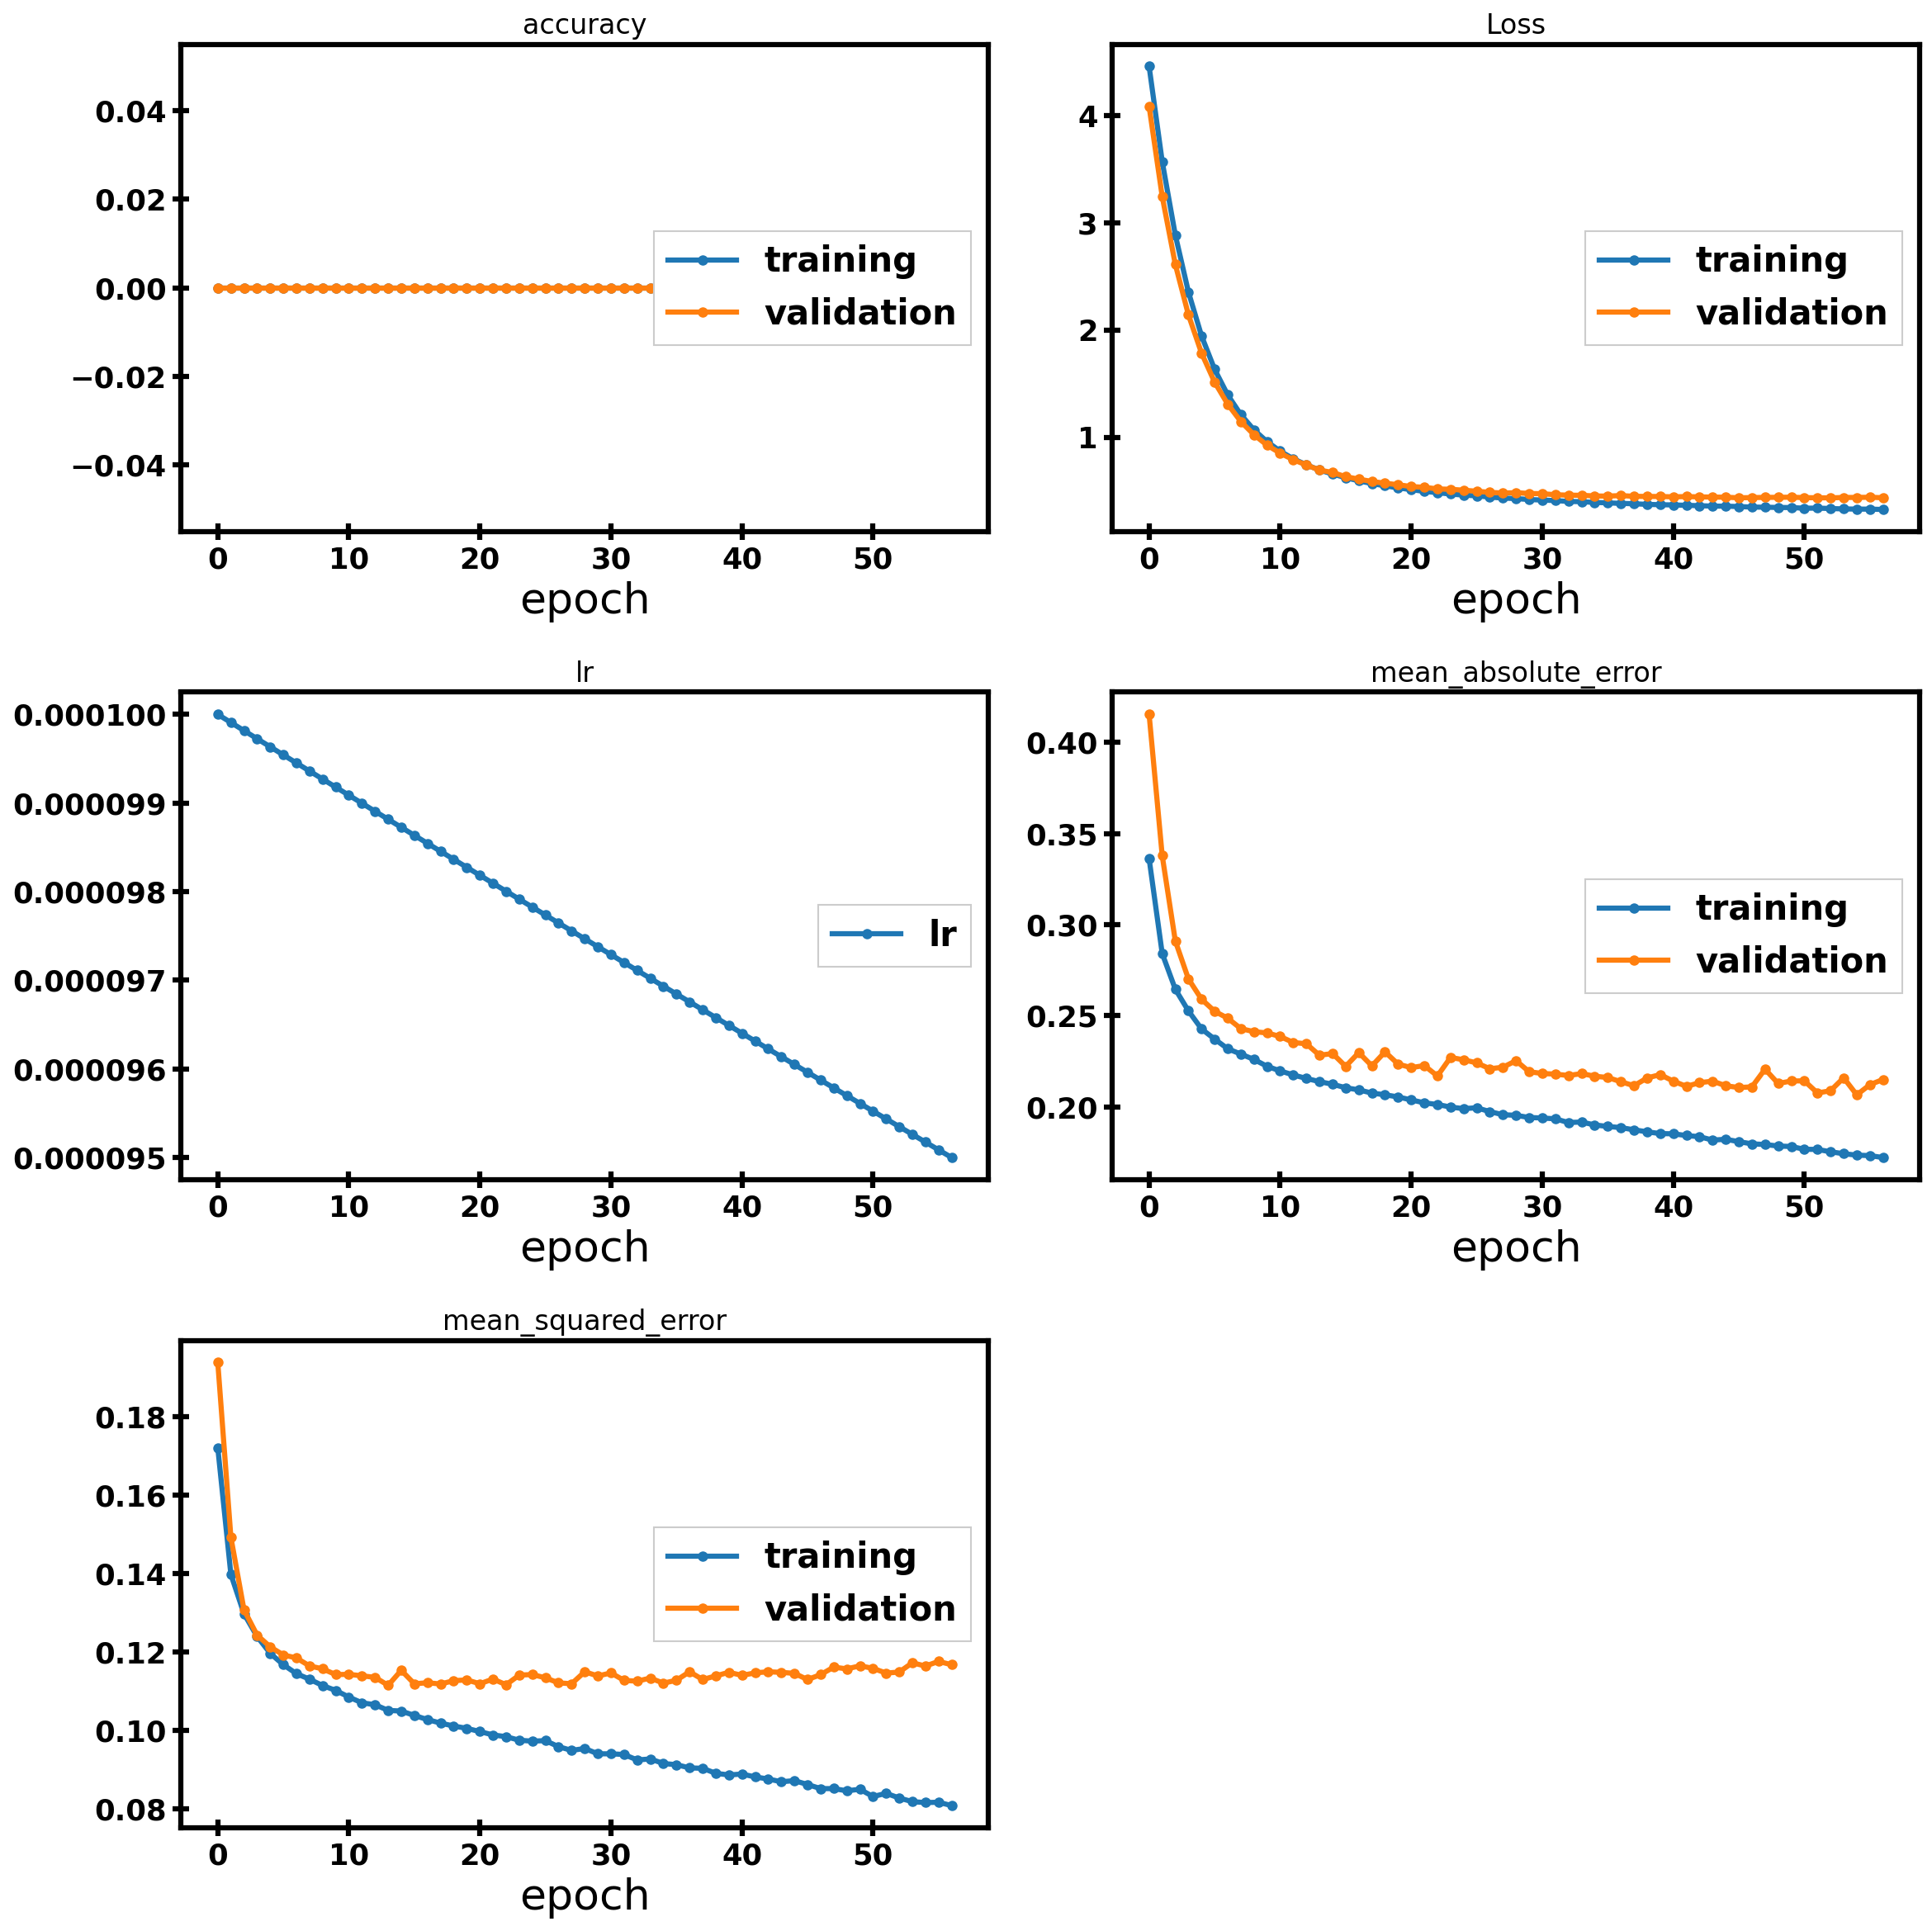 accuracy
0.04
0.02
0.00
−0.02
−0.04
training
validation
0 10 20 30 40 50
epoch
Loss
4
3
2
1
training
validation
0 10 20 30 40 50
epoch
lr
0.000100
0.000099
0.000098
0.000097
0.000096
0.000095
lr
0 10 20 30 40 50
epoch
mean_absolute_error
0.40
0.35
0.30
0.25
0.20
training
validation
0 10 20 30 40 50
epoch
mean_squared_error
0.18
0.16
0.14
0.12
0.10
0.08
training
validation
0 10 20 30 40 50
epoch